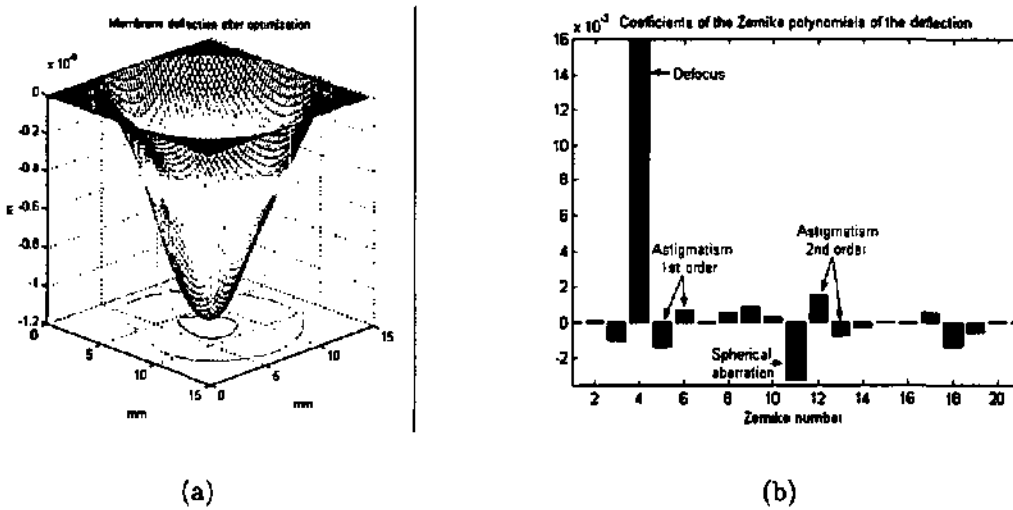 Membrane deflection after optimization
0
-0.2
-0.4
-0.6
-0.8
-1
-1.2
0
5
10
15
0
5
10
15
mm
mm
(a)
Coefficients of the Zernike polynomials of the deflection
16 x 10⁻³
14
12
10
8
6
4
2
0
-2
Defocus
Astigmatism
1st order
Astigmatism
2nd order
Spherical
aberration
2 4 6 8 10 12 14 16 18 20
Zernike number
(b)